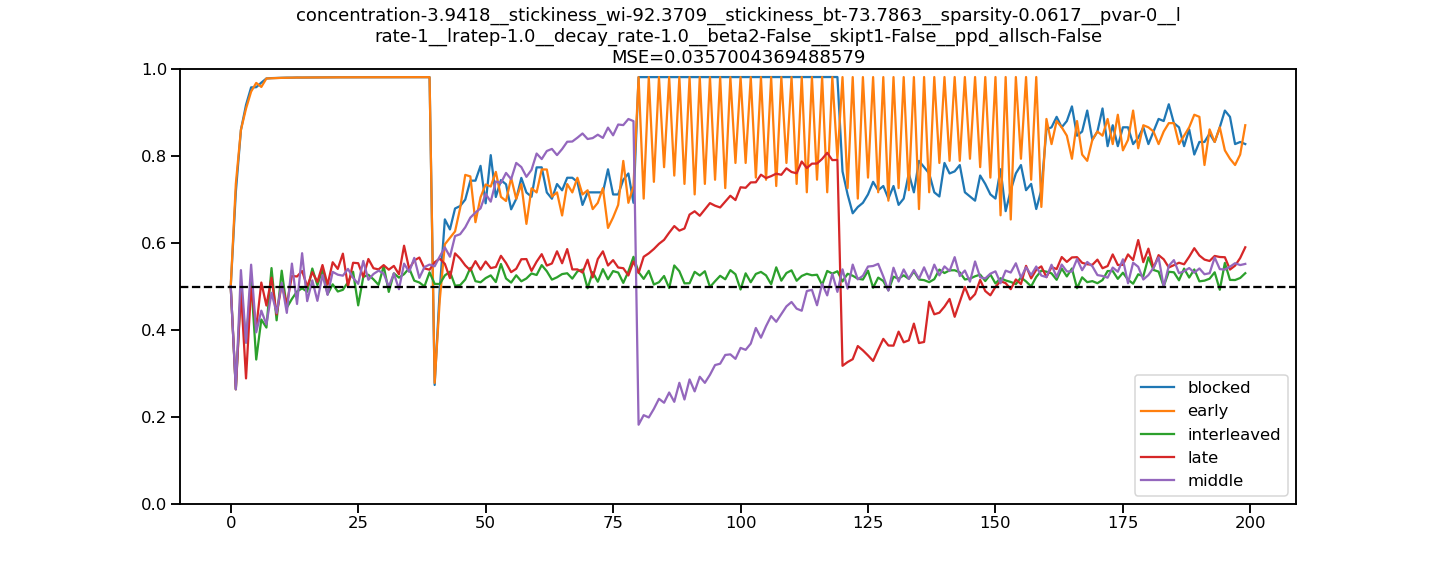 concentration-3.9418__stickiness_wi-92.3709__stickiness_bt-73.7863__sparsity-0.0617__pvar-0__l
rate-1__lratep-1.0__decay_rate-1.0__beta2-False__skipt1-False__ppd_allsch-False
MSE=0.0357004369488579
1.0
0.8
0.6
0.4
0.2
0.0
0 25 50 75 100 125 150 175 200
blocked
early
interleaved
late
middle